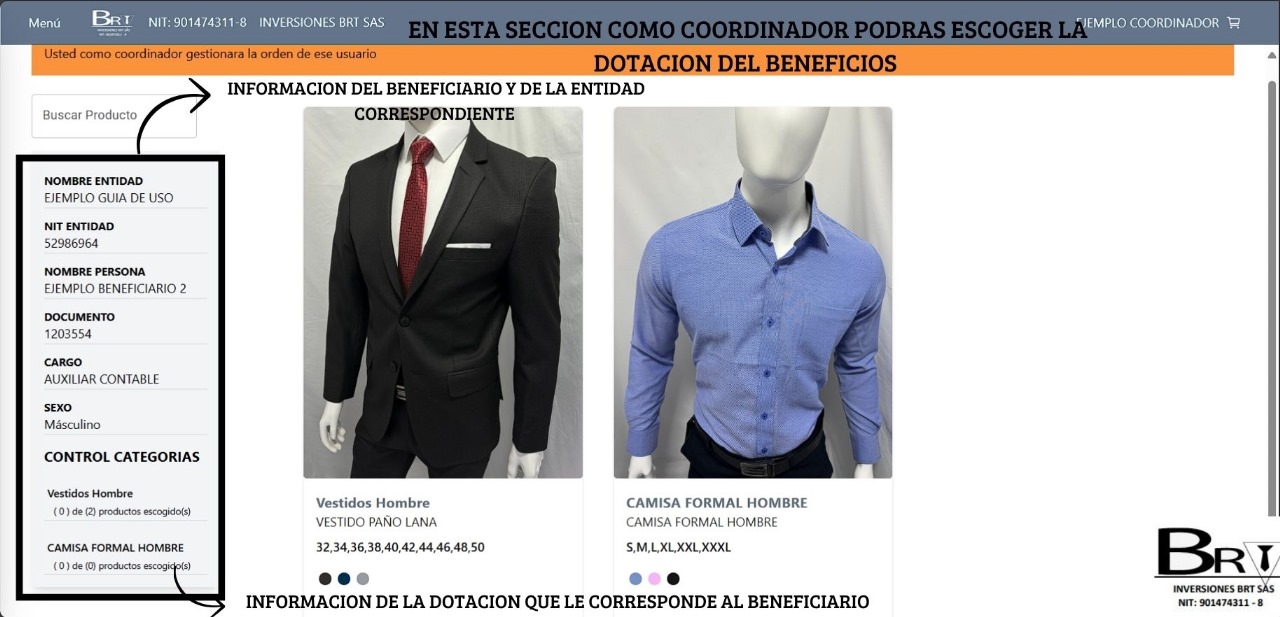 Menú
BRT
INVERSIONES BRT SAS
NIT: 901474311-8 INVERSIONES BRT SAS
EN ESTA SECCION COMO COORDINADOR PODRAS ESCOGER LA
EJEMPLO COORDINADOR
Usted como coordinador gestionara la orden de ese usuario
DOTACION DEL BENEFICIOS
INFORMACION DEL BENEFICIARIO Y DE LA ENTIDAD
CORRESPONDIENTE
Buscar Producto
NOMBRE ENTIDAD
EJEMPLO GUIA DE USO
NIT ENTIDAD
52986964
NOMBRE PERSONA
EJEMPLO BENEFICIARIO 2
DOCUMENTO
1203554
CARGO
AUXILIAR CONTABLE
SEXO
Másculino
CONTROL CATEGORIAS
Vestidos Hombre
( 0 ) de (2) productos escogido(s)
CAMISA FORMAL HOMBRE
( 0 ) de (0) productos escogido(s)
Vestidos Hombre
VESTIDO PAÑO LANA
32,34,36,38,40,42,44,46,48,50
CAMISA FORMAL HOMBRE
CAMISA FORMAL HOMBRE
S,M,L,XL,XXL,XXXL
INFORMACION DE LA DOTACION QUE LE CORRESPONDE AL BENEFICIARIO
BRT
INVERSIONES BRT SAS
NIT: 901474311 - 8